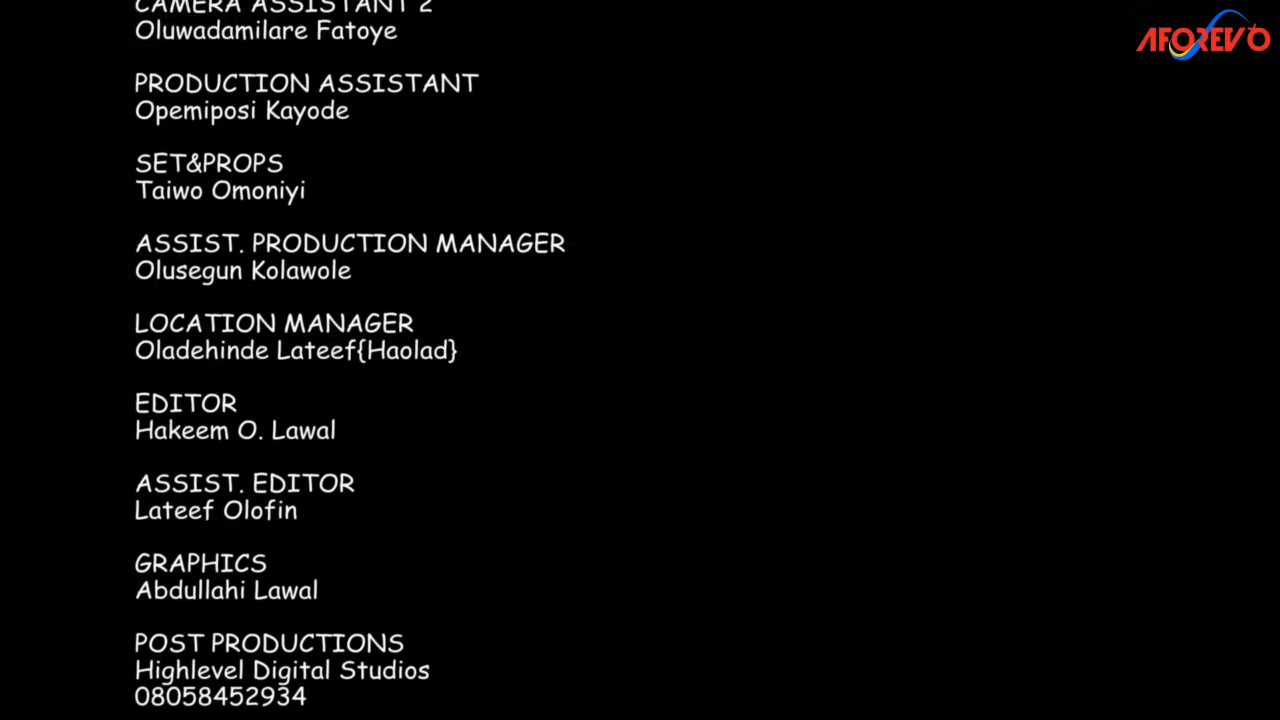 CAMERA ASSISTANT 2
Oluwadamilare Fatoye
PRODUCTION ASSISTANT
Opemiposi Kayode
SET&PROPS
Taiwo Omoniyi
ASSIST. PRODUCTION MANAGER
Olusegun Kolawole
LOCATION MANAGER
Oladehinde Lateef{Haolad}
EDITOR
Hakeem O. Lawal
ASSIST. EDITOR
Lateef Olofin
GRAPHICS
Abdullahi Lawal
POST PRODUCTIONS
Highlevel Digital Studios
08058452934
AFOREVO